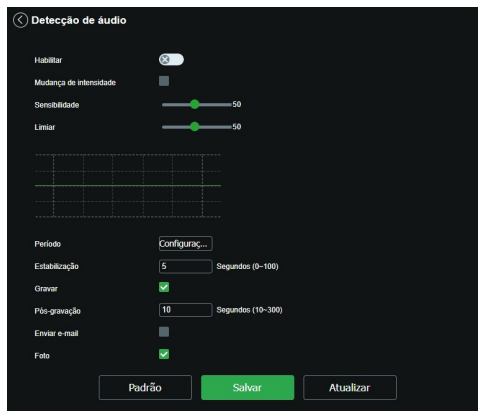 Detecção de áudio
Habilitar
Mudança de intensidade
Sensibilidade 50
Limiar 50
Período Configuraç...
Estabilização 5 Segundos (0~100)
Gravar
Pós-gravação 10 Segundos (10~300)
Enviar e-mail
Foto
Padrão Salvar Atualizar